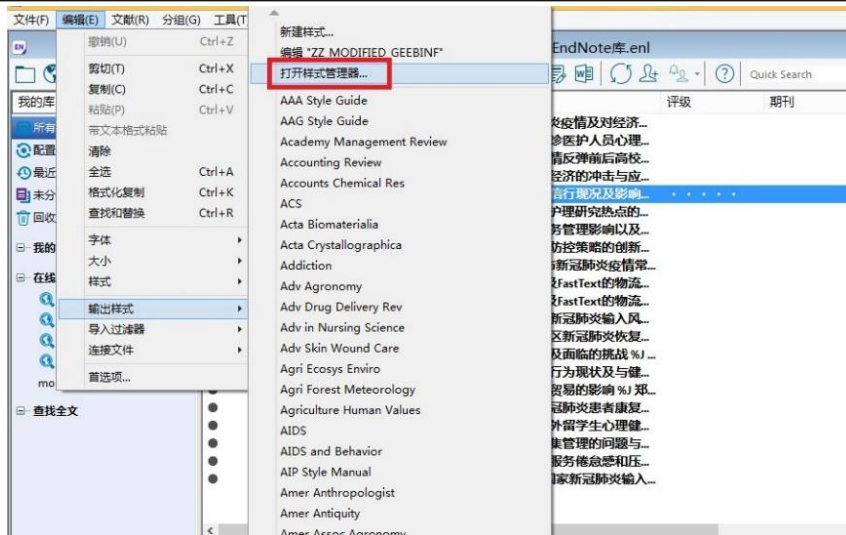 文件(F) 编辑(E) 文献(R) 分组(G) 工具(T
EndNote库.enl
Quick Search
我的库
评级 期刊
所有
配置
最近
未分
回收
我的
在线
mo
查找全文
撤销(U) Ctrl+Z
剪切(T) Ctrl+X
复制(C) Ctrl+C
粘贴(P) Ctrl+V
带文本格式粘贴
清除
全选 Ctrl+A
格式化复制 Ctrl+K
查找和替换 Ctrl+R
字体
大小
样式
输出样式
导入过滤器
连接文件
首选项...
新建样式...
编辑 "ZZ_MODIFIED_GEEBINF"
打开样式管理器...
AAA Style Guide
AAG Style Guide
Academy Management Review
Accounting Review
Accounts Chemical Res
ACS
Acta Biomaterialia
Acta Crystallographica
Addiction
Adv Agronomy
Adv Drug Delivery Rev
Adv in Nursing Science
Adv Skin Wound Care
Agri Ecosys Enviro
Agri Forest Meteorology
Agriculture Human Values
AIDS
AIDS and Behavior
AIP Style Manual
Amer Anthropologist
Amer Antiquity
Amer Assoc Agronomy
炎疫情及对经济...
诊医护人员心理...
情反弹前后高校...
经济的冲击与应...
信行现况及影响...
护理研究热点的...
务管理影响以及...
防控策略的创新...
新冠肺炎疫情常...
及FastText的物流...
及FastText的物流...
新冠肺炎输入风...
区新冠肺炎恢复...
及面临的挑战 %J ...
行为现状及与健...
贸易的影响 %J 郑...
冠肺炎患者康复...
外留学生心理健...
集管理的问题与...
服务倦怠感和压...
国家新冠肺炎输入...